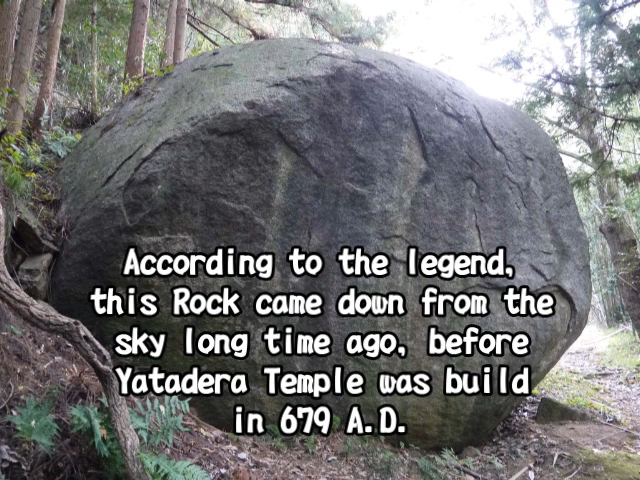 According to the legend,
this Rock came down from the
sky long time ago, before
Yatadera Temple was build
in 679 A.D.